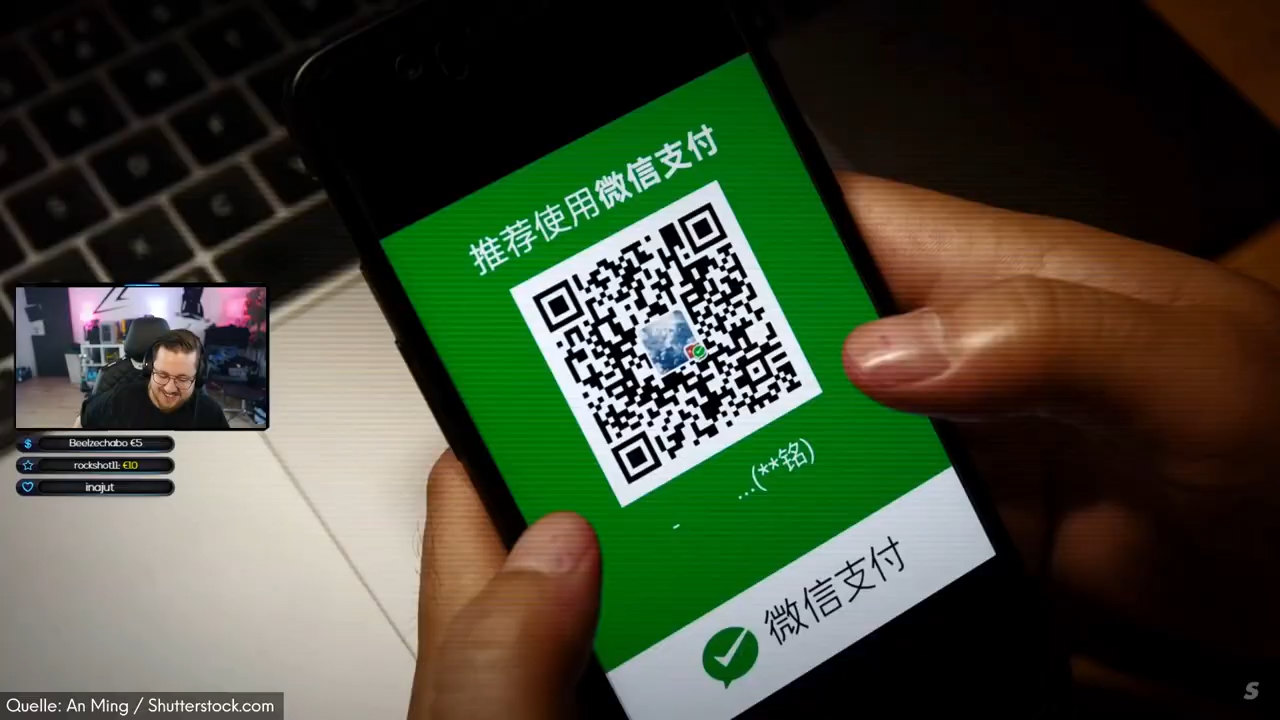 推荐使用微信支付
...(**铭)
微信支付
Beelzechabo €5
rockshot11: €10
inajut
Quelle: An Ming / Shutterstock.com
S